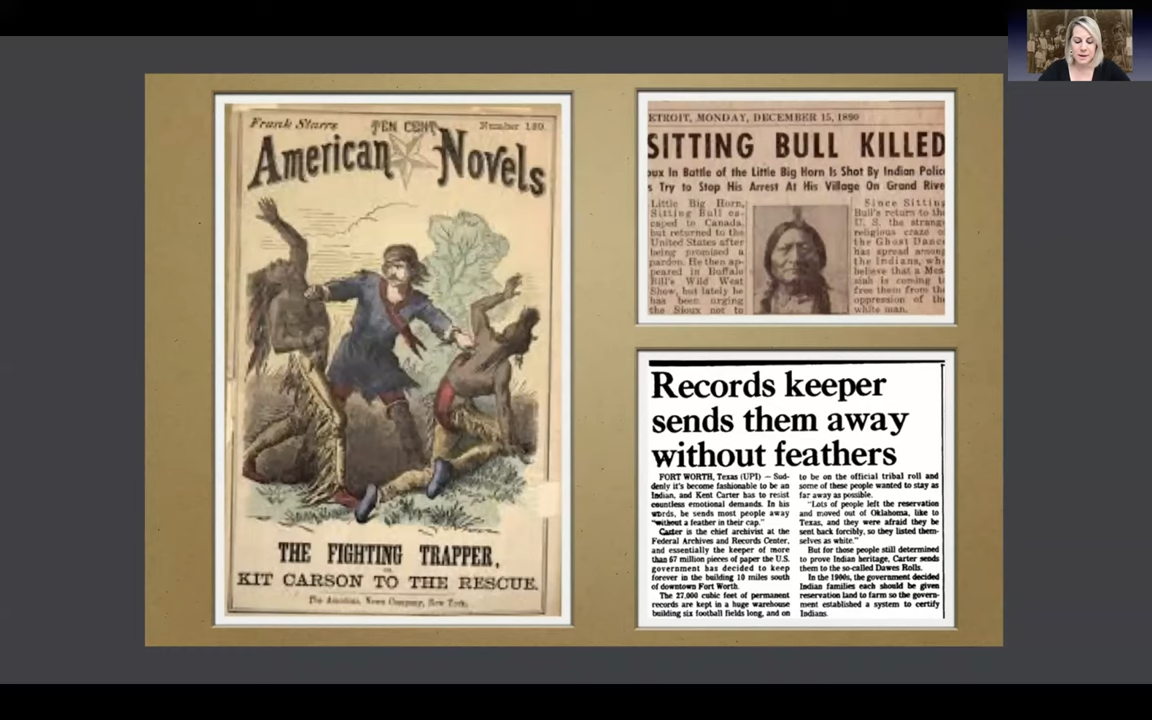 Frank Starr's
TEN CENT
Number 130.
American Novels
THE FIGHTING TRAPPER,
OR
KIT CARSON TO THE RESCUE.
The American News Company, New York.
ETROIT, MONDAY, DECEMBER 15, 1890
SITTING BULL KILLED
oux In Battle of the Little Big Horn Is Shot By Indian Polic
s Try to Stop His Arrest At His Village On Grand Rive
Little Big Horn,
Sitting Bull es-
caped to Canada,
but returned to the
United States after
being promised a
pardon. He then ap-
peared in Buffalo
Bill's Wild West
Show, but lately he
has been urging
the Sioux not to
Since Sitting
Bull's return to th
U. S. the strang
religious craze o
the Ghost Danc
has spread among
the Indians, wh
believe that a Mes
siah is coming t
free them from the
oppression of th
white man.
Records keeper
sends them away
without feathers
FORT WORTH, Texas (UPI) — Sud-
denly it's become fashionable to be an
Indian, and Kent Carter has to resist
countless emotional demands. In his
words, he sends most people away
"without a feather in their cap."
Carter is the chief archivist at the
Federal Archives and Records Center,
and essentially the keeper of more
than 67 million pieces of paper the U.S.
government has decided to keep
forever in the building 10 miles south
of downtown Fort Worth.
The 27,000 cubic feet of permanent
records are kept in a huge warehouse
building six football fields long, and on
to be on the official tribal roll and
some of these people wanted to stay as
far away as possible.
"Lots of people left the reservation
and moved out of Oklahoma, like to
Texas, and they were afraid they be
sent back forcibly, so they listed them-
selves as white."
But for those people still determined
to prove Indian heritage, Carter sends
them to the so-called Dawes Rolls.
In the 1900s, the government decided
Indian families each should be given
reservation land to farm so the govern-
ment established a system to certify
Indians.